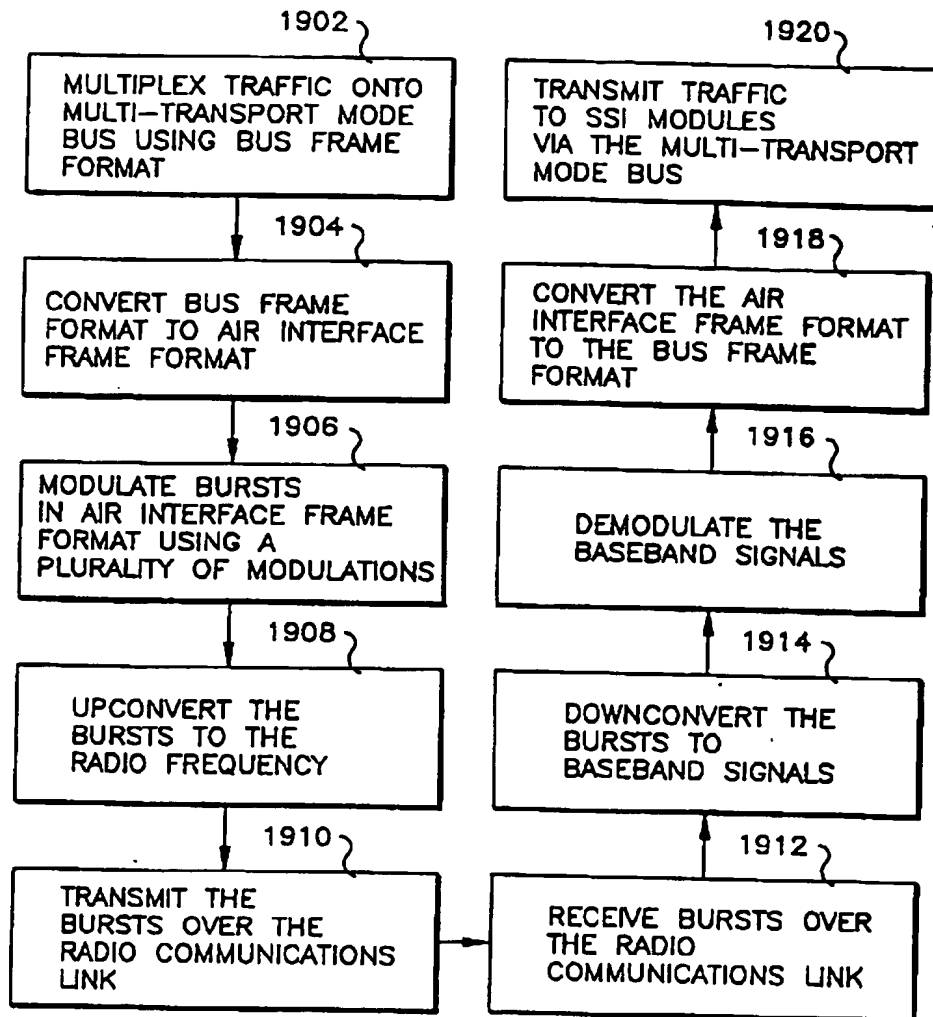 1902
MULTIPLEX TRAFFIC ONTO
MULTI-TRANSPORT MODE
BUS USING BUS FRAME
FORMAT
1904
CONVERT BUS FRAME
FORMAT TO AIR INTERFACE
FRAME FORMAT
1906
MODULATE BURSTS
IN AIR INTERFACE FRAME
FORMAT USING A
PLURALITY OF MODULATIONS
1908
UPCONVERT THE
BURSTS TO THE
RADIO FREQUENCY
1910
TRANSMIT THE
BURSTS OVER THE
RADIO COMMUNICATIONS
LINK
1912
RECEIVE BURSTS OVER
THE RADIO
COMMUNICATIONS LINK
1914
DOWNCONVERT THE
BURSTS TO
BASEBAND SIGNALS
1916
DEMODULATE THE
BASEBAND SIGNALS
1918
CONVERT THE AIR
INTERFACE FRAME FORMAT
TO THE BUS FRAME
FORMAT
1920
TRANSMIT TRAFFIC
TO SSI MODULES
VIA THE MULTI-TRANSPORT
MODE BUS